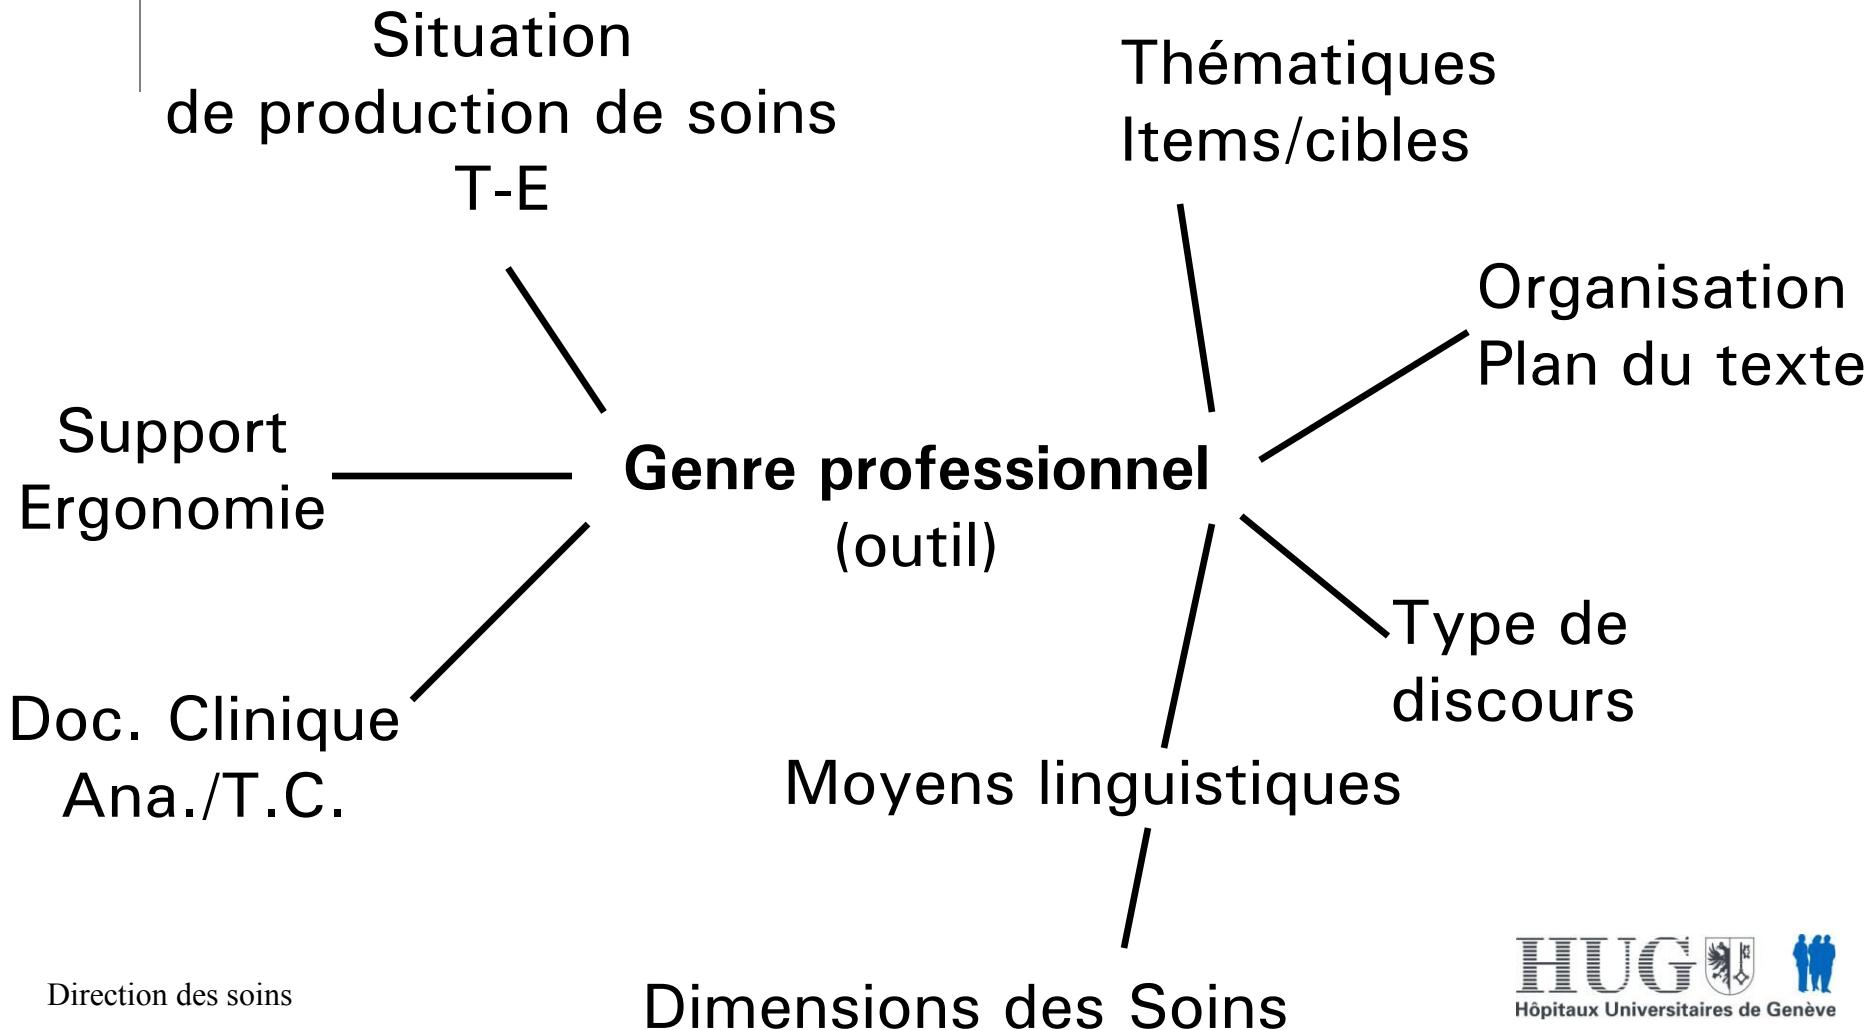 Situation
de production de soins
T-E
Thématiques
Items/cibles
Organisation
Plan du texte
Support
Ergonomie
Genre professionnel
(outil)
Type de
discours
Doc. Clinique
Ana./T.C.
Moyens linguistiques
Dimensions des Soins
Direction des soins
HUG
Hôpitaux Universitaires de Genève